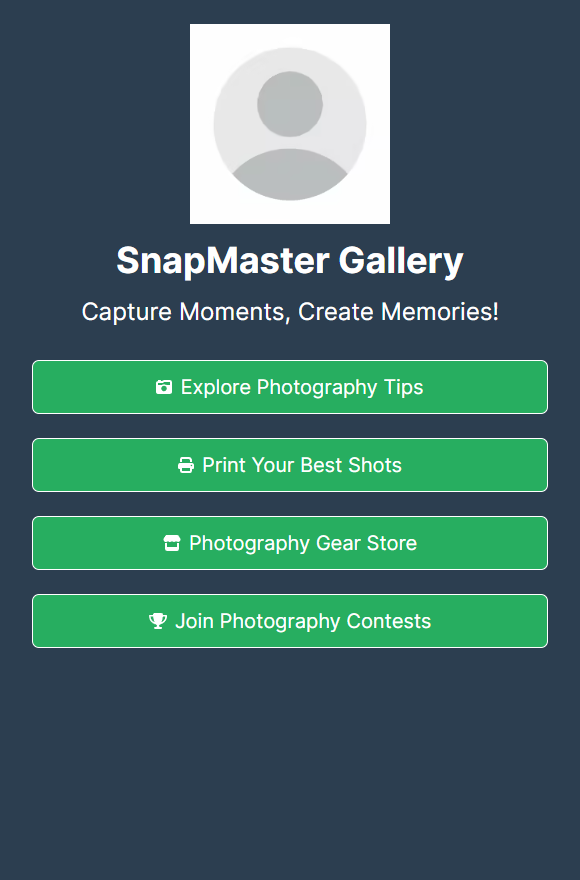 SnapMaster Gallery
Capture Moments, Create Memories!
Explore Photography Tips
Print Your Best Shots
Photography Gear Store
Join Photography Contests